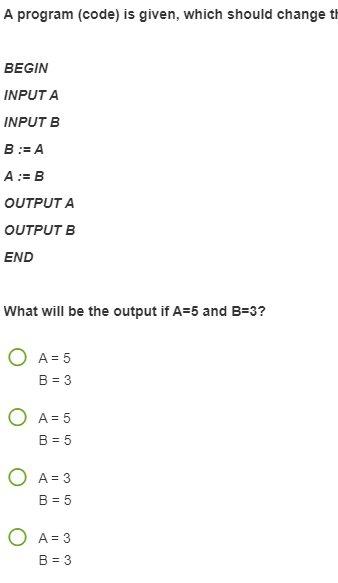 A program (code) is given, which should change
BEGIN
INPUT A
INPUT B
B := A
A := B
OUTPUT A
OUTPUT B
END
What will be the output if A=5 and B=3?
A = 5
B = 3
A = 5
B = 5
A = 3
B = 5
A = 3
B = 3